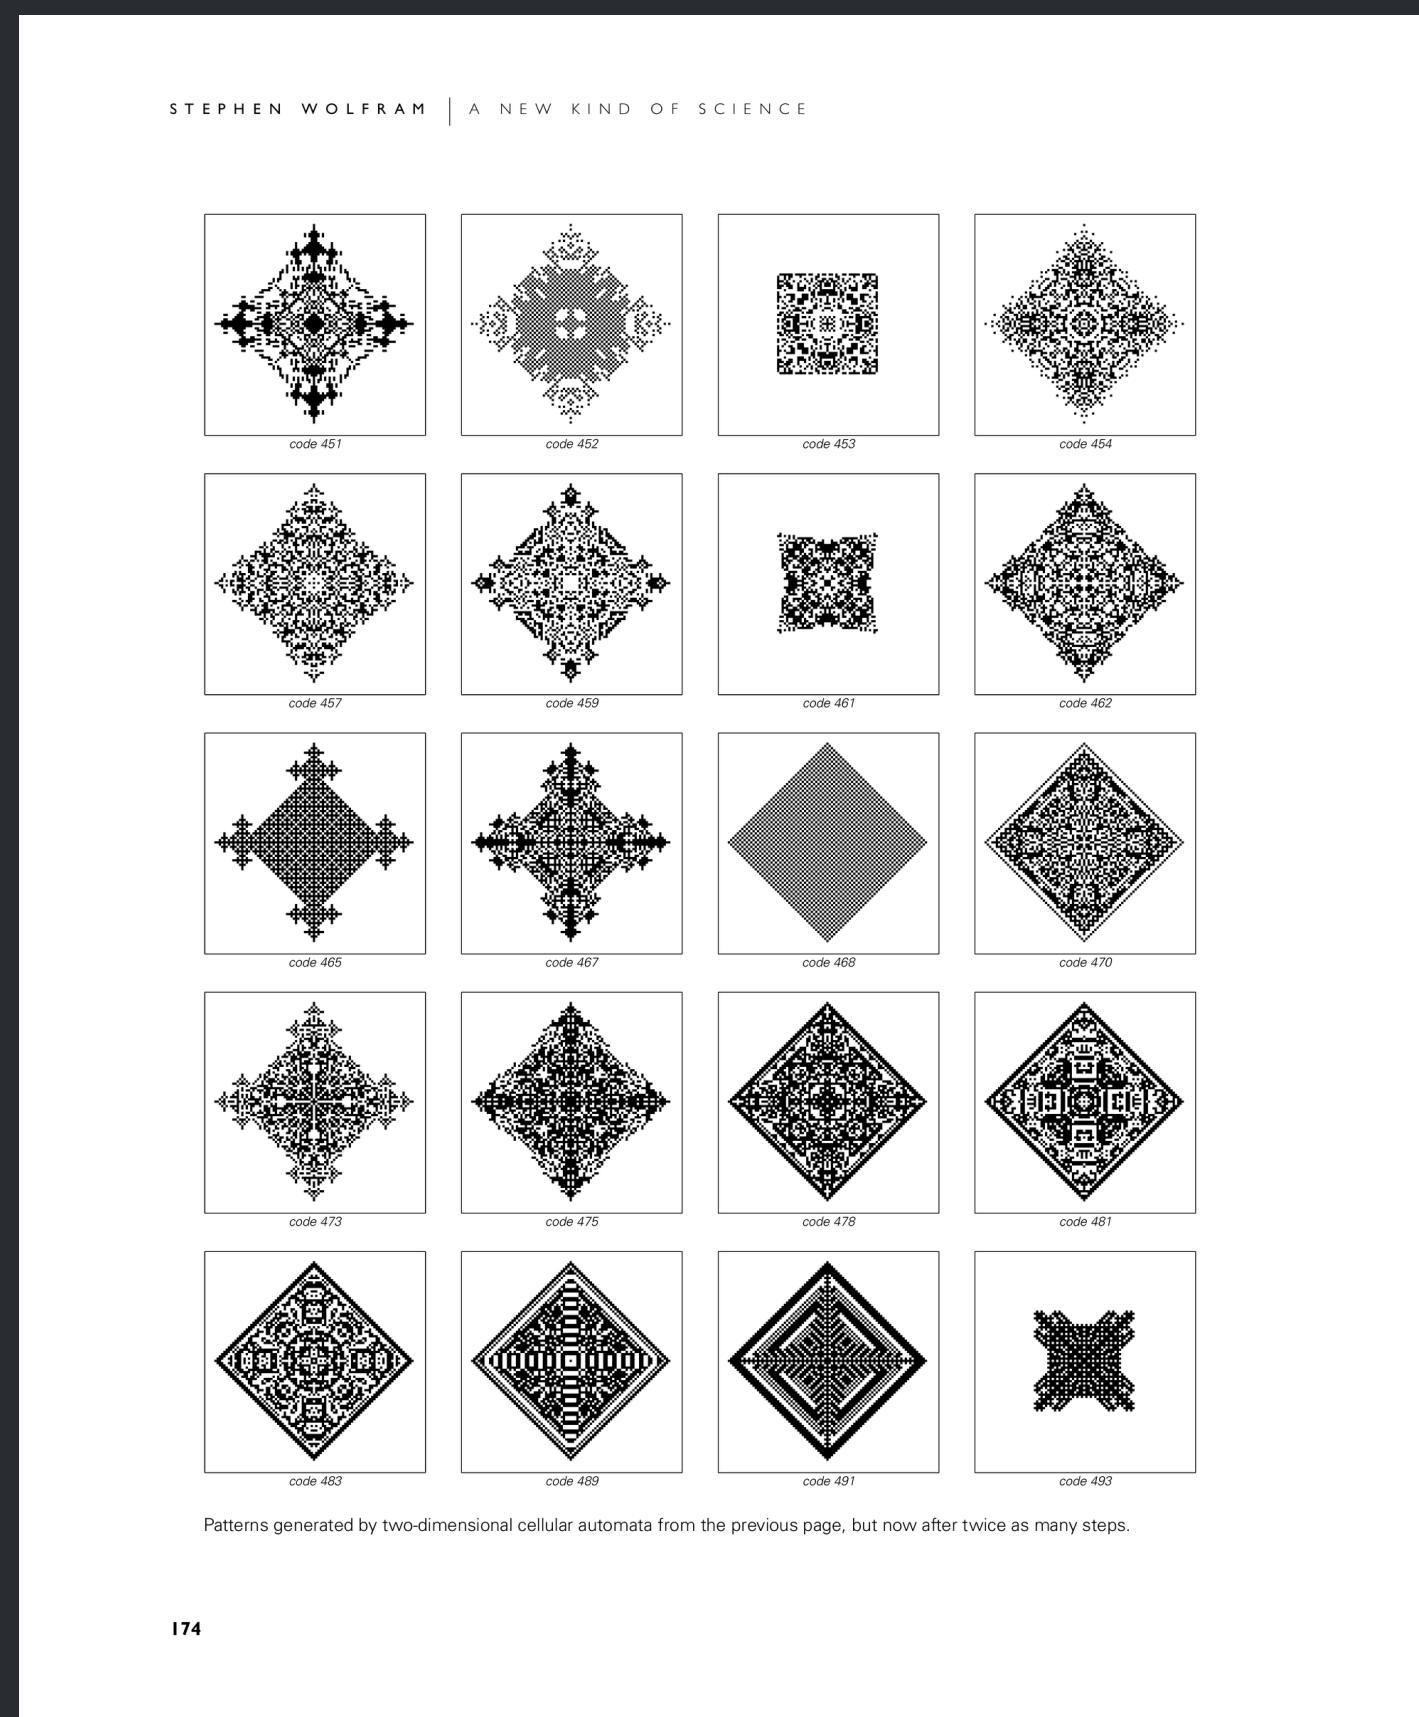 STEPHEN WOLFRAM | A NEW KIND OF SCIENCE
code 451
code 452
code 453
code 454
code 457
code 459
code 461
code 462
code 465
code 467
code 468
code 470
code 473
code 475
code 478
code 481
code 483
code 489
code 491
code 493
Patterns generated by two-dimensional cellular automata from the previous page, but now after twice as many steps.
174